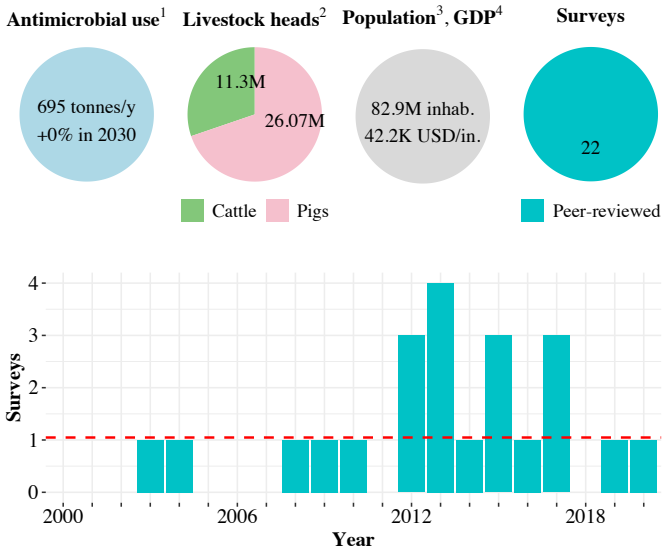 Antimicrobial use¹
Livestock heads²
Population³, GDP⁴
Surveys
695 tonnes/y
+0% in 2030
11.3M
26.07M
82.9M inhab.
42.2K USD/in.
22
Cattle
Pigs
Peer-reviewed
4
3
2
1
0
Surveys
2000
2006
2012
2018
Year